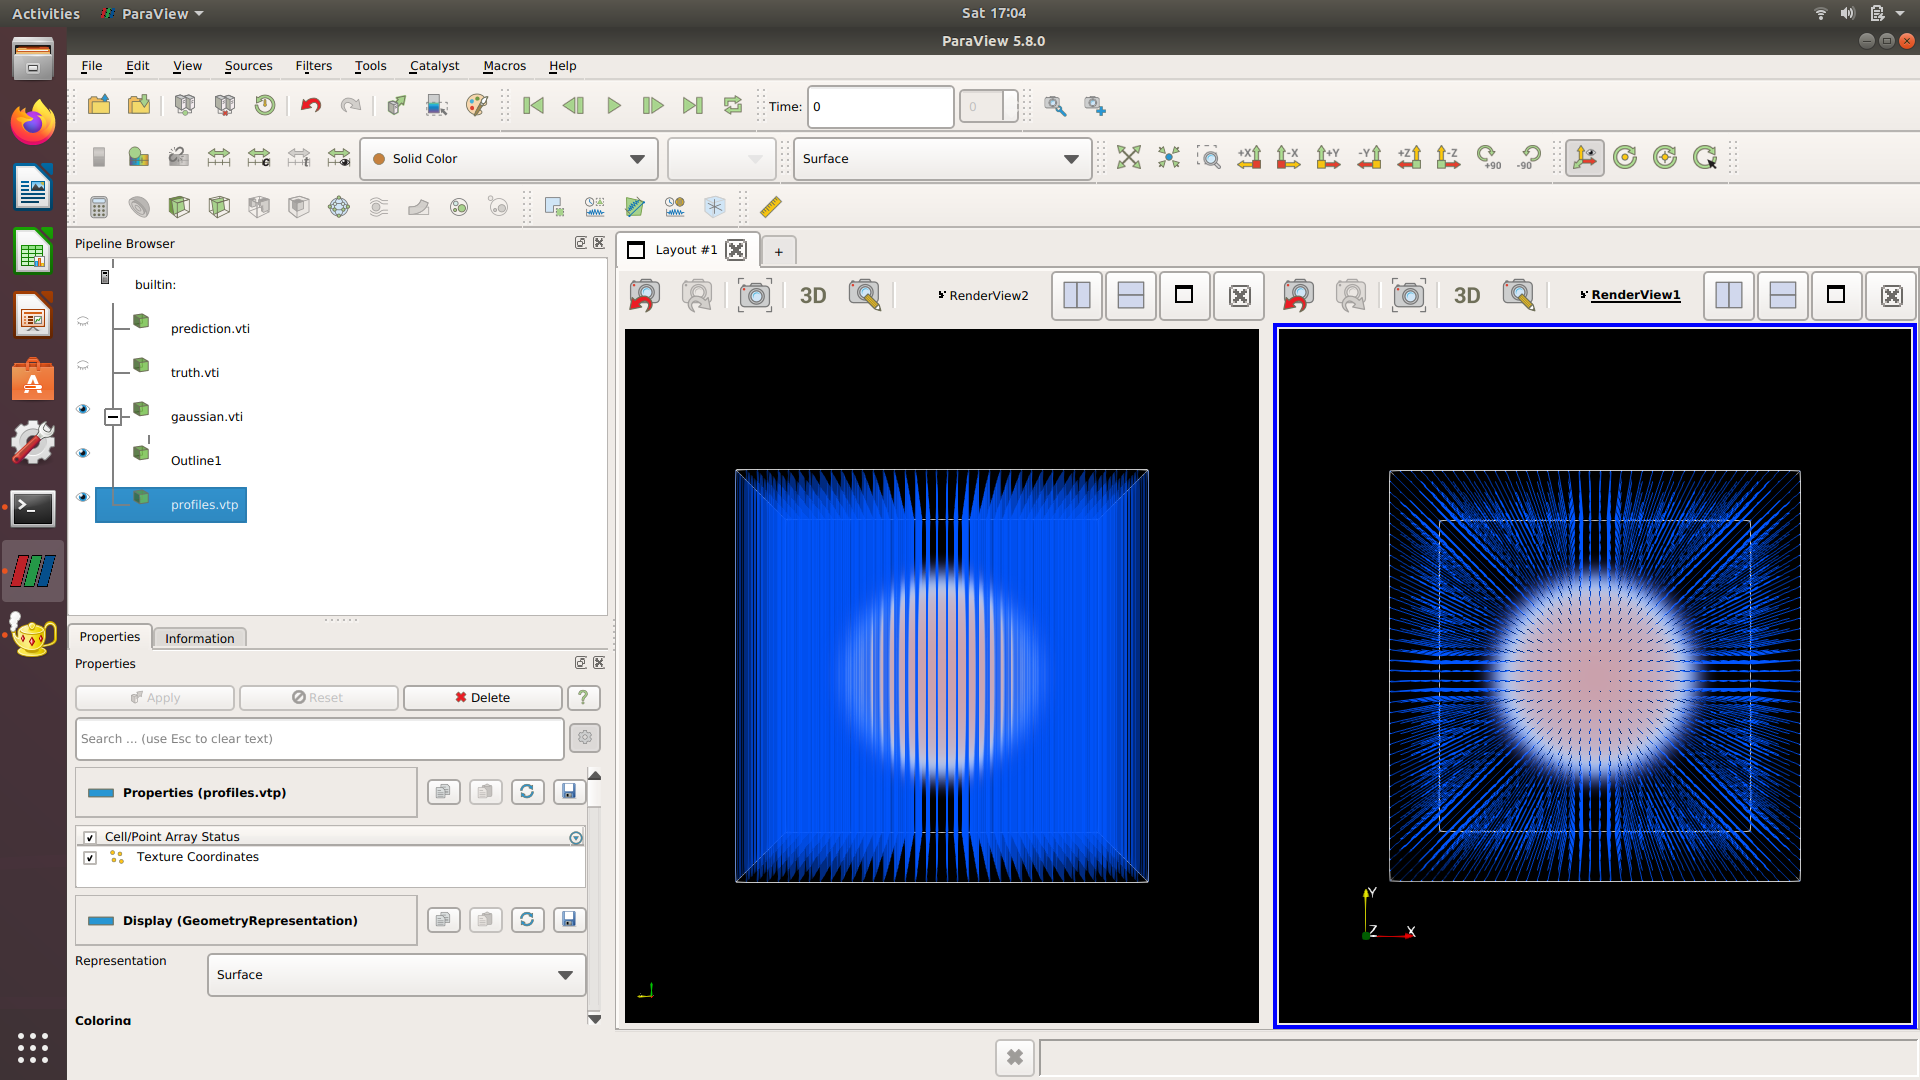 Activities ParaView Sat 17:04
ParaView 5.8.0
File Edit View Sources Filters Tools Catalyst Macros Help
Time: 0 0
Solid Color Surface +X -X +Y -Y +Z -Z +90 -90
Pipeline Browser
Layout #1 +
builtin:
3D RenderView2 3D RenderView1
prediction.vti
truth.vti
gaussian.vti
Outline1
profiles.vtp
Properties Information
Properties
Apply Reset Delete ?
Search ... (use Esc to clear text)
Properties (profiles.vtp)
Cell/Point Array Status
Texture Coordinates
Display (GeometryRepresentation)
Representation Surface
Coloring
Y
Z X